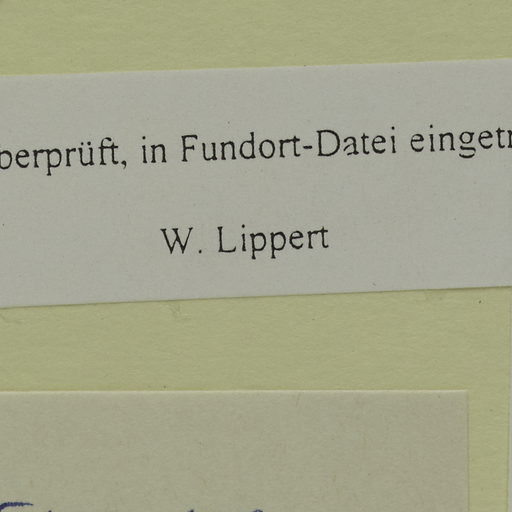 berprüft, in Fundort-Datei eingetr
W. Lippert